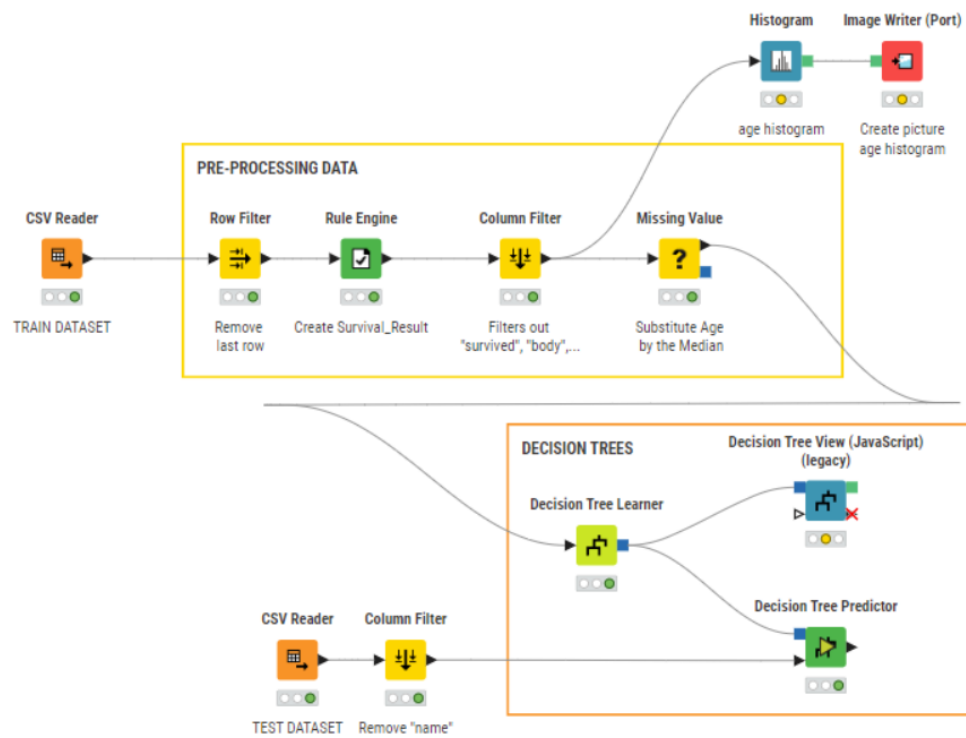 Histogram
Image Writer (Port)
age histogram
Create picture
age histogram
PRE-PROCESSING DATA
CSV Reader
Row Filter
Rule Engine
Column Filter
Missing Value
?
TRAIN DATASET
Remove
last row
Create Survival_Result
Filters out
"survived", "body",...
Substitute Age
by the Median
DECISION TREES
Decision Tree View (JavaScript)
(legacy)
Decision Tree Learner
Decision Tree Predictor
CSV Reader
Column Filter
TEST DATASET
Remove "name"